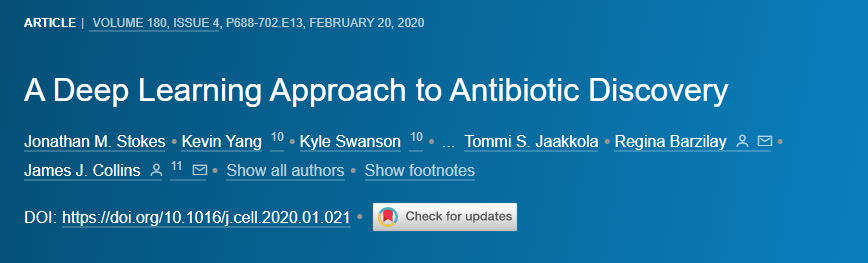 ARTICLE | VOLUME 180, ISSUE 4, P688-702.E13, FEBRUARY 20, 2020
A Deep Learning Approach to Antibiotic Discovery
Jonathan M. Stokes • Kevin Yang 10 • Kyle Swanson 10 • ... Tommi S. Jaakkola • Regina Barzilay •
James J. Collins 11 • Show all authors • Show footnotes
DOI: https://doi.org/10.1016/j.cell.2020.01.021 • Check for updates